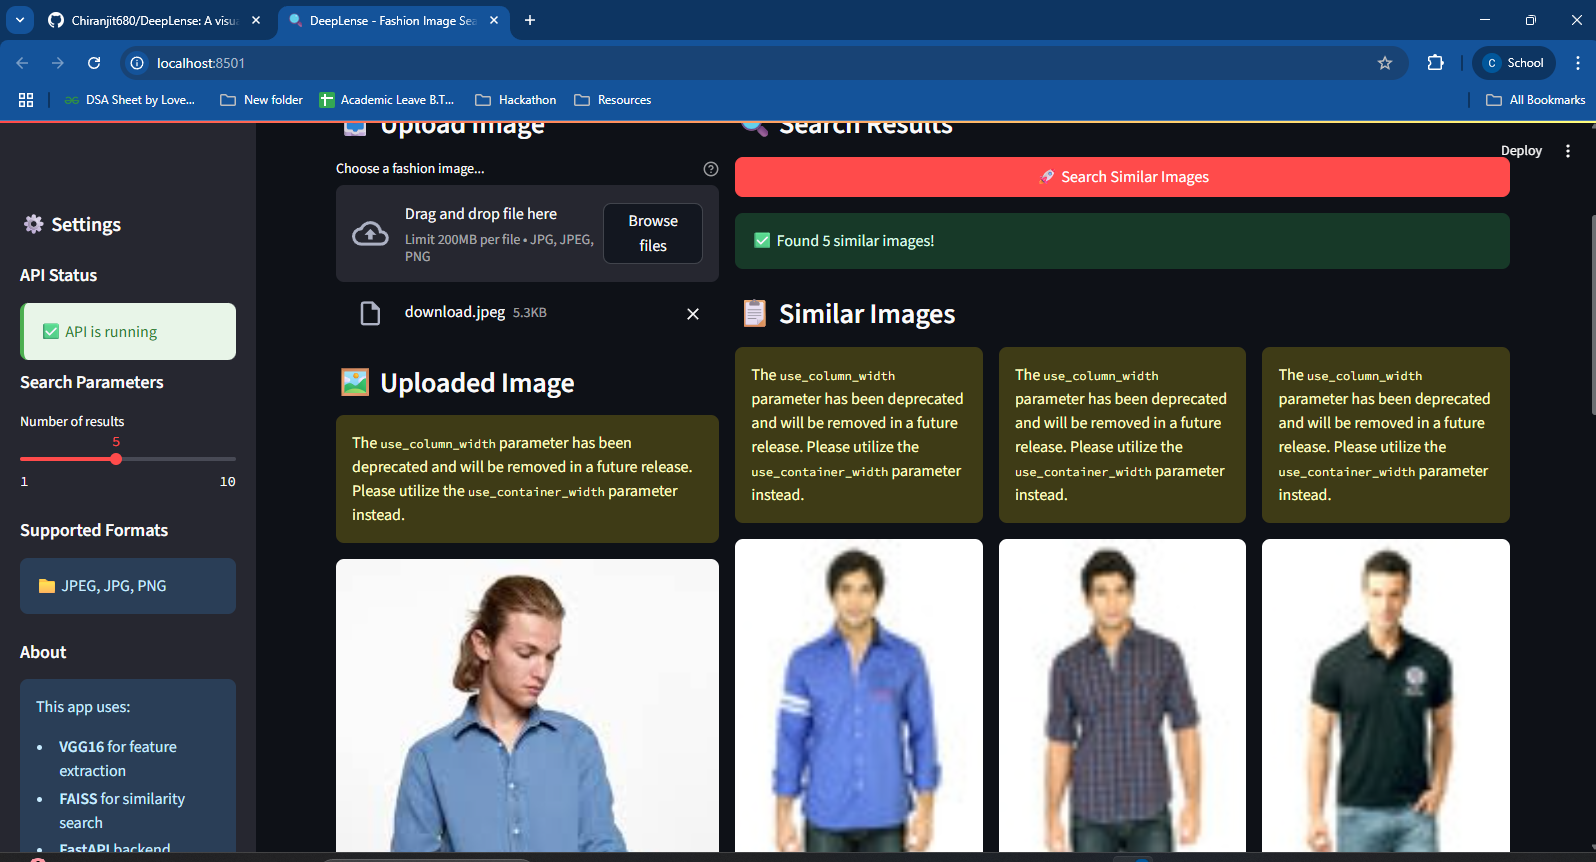 Chiranjit680/DeepLense: A visu
DeepLense - Fashion Image Sea
localhost:8501
C School
DSA Sheet by Love...
New folder
Academic Leave B.T...
Hackathon
Resources
All Bookmarks
Deploy
Settings
API Status
API is running
Search Parameters
Number of results
5
1 10
Supported Formats
JPEG, JPG, PNG
About
This app uses:
• VGG16 for feature
extraction
• FAISS for similarity
search
• FastAPI backend
Upload Image
Choose a fashion image...
Drag and drop file here
Limit 200MB per file • JPG, JPEG,
PNG
Browse
files
download.jpeg 5.3KB
Uploaded Image
The use_column_width parameter has been
deprecated and will be removed in a future release.
Please utilize the use_container_width parameter
instead.
Search Results
Search Similar Images
Found 5 similar images!
Similar Images
The use_column_width
parameter has been deprecated
and will be removed in a future
release. Please utilize the
use_container_width parameter
instead.
The use_column_width
parameter has been deprecated
and will be removed in a future
release. Please utilize the
use_container_width parameter
instead.
The use_column_width
parameter has been deprecated
and will be removed in a future
release. Please utilize the
use_container_width parameter
instead.